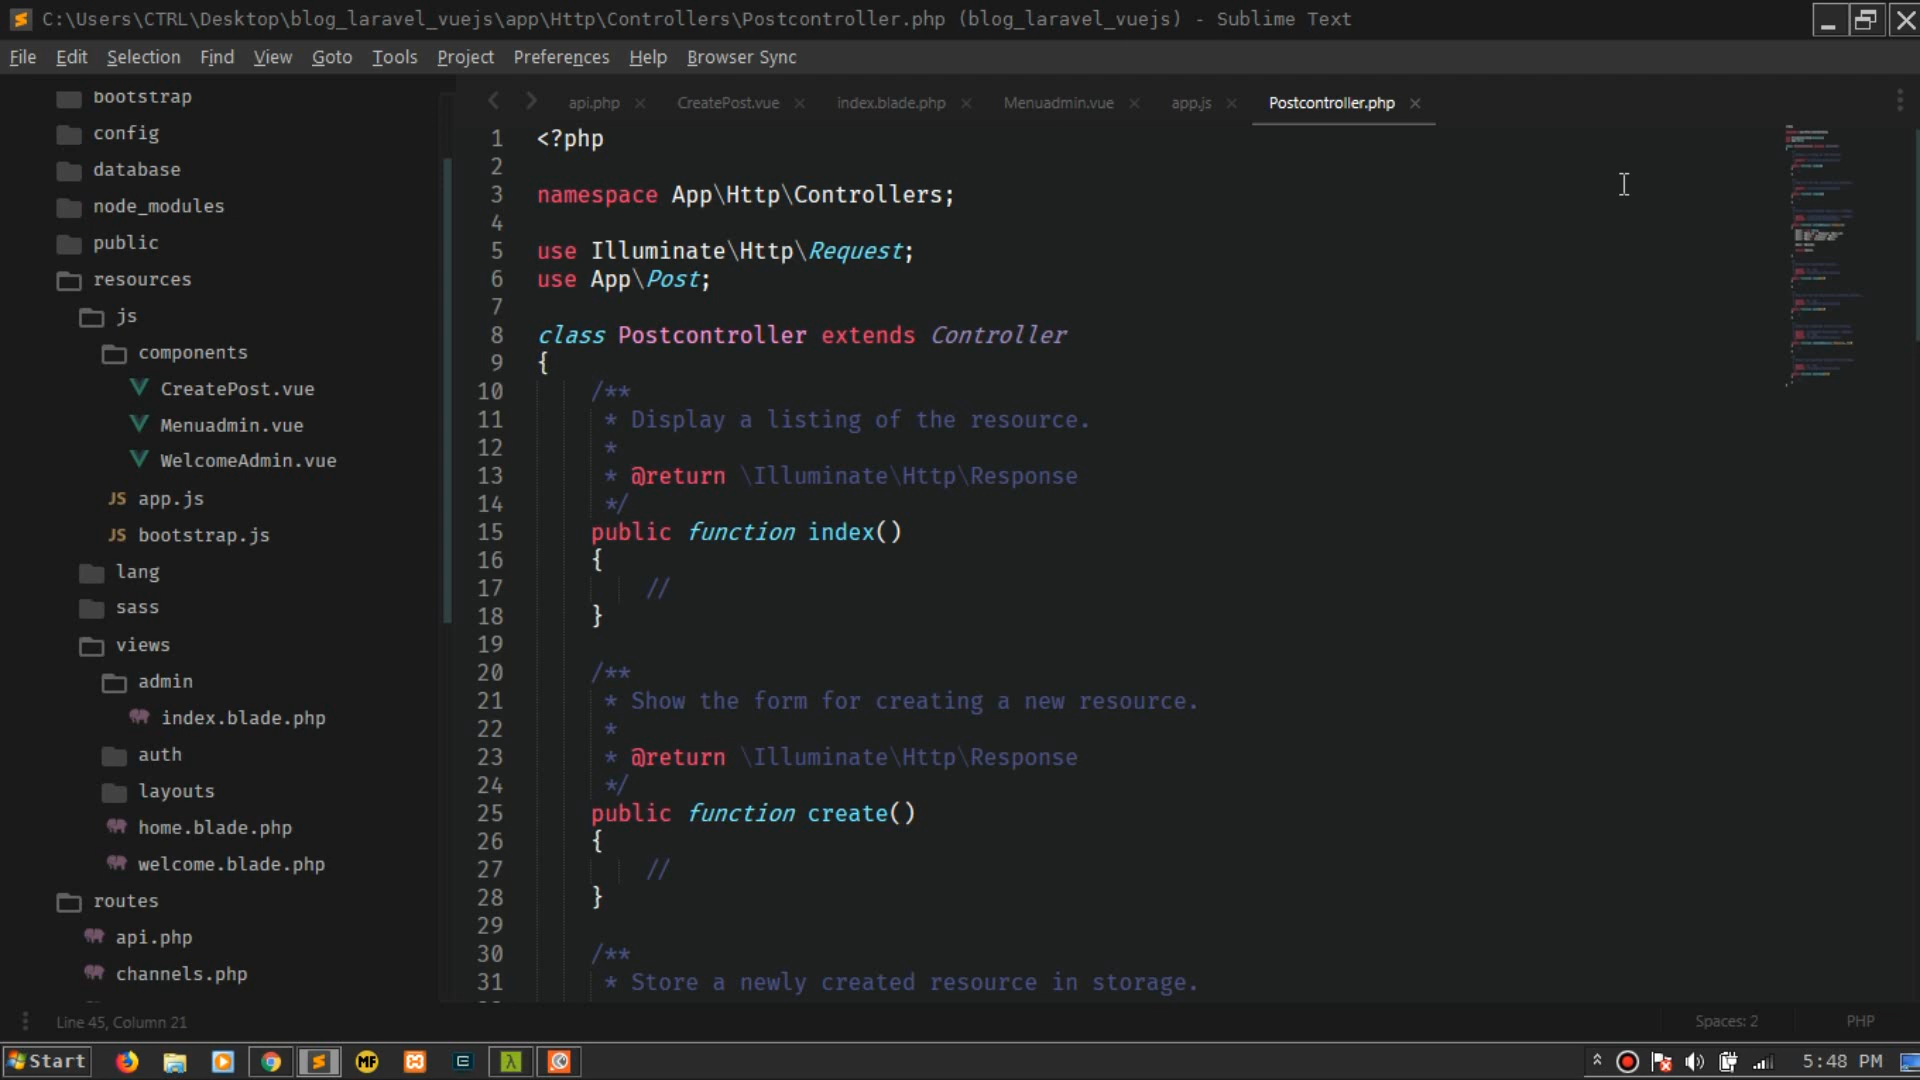 C:\Users\CTRL\Desktop\blog_laravel_vuejs\app\Http\Controllers\Postcontroller.php (blog_laravel_vuejs) - Sublime Text
File Edit Selection Find View Goto Tools Project Preferences Help Browser Sync
bootstrap
config
database
node_modules
public
resources
js
components
CreatePost.vue
Menuadmin.vue
WelcomeAdmin.vue
JS app.js
JS bootstrap.js
lang
sass
views
admin
index.blade.php
auth
layouts
home.blade.php
welcome.blade.php
routes
api.php
channels.php
api.php × CreatePost.vue × index.blade.php × Menuadmin.vue × app.js × Postcontroller.php ×
1 <?php
2
3 namespace App\Http\Controllers;
4
5 use Illuminate\Http\Request;
6 use App\Post;
7
8 class Postcontroller extends Controller
9 {
10 /**
11 * Display a listing of the resource.
12 *
13 * @return \Illuminate\Http\Response
14 */
15 public function index()
16 {
17 //
18 }
19
20 /**
21 * Show the form for creating a new resource.
22 *
23 * @return \Illuminate\Http\Response
24 */
25 public function create()
26 {
27 //
28 }
29
30 /**
31 * Store a newly created resource in storage.
Line 45, Column 21 Spaces: 2 PHP
Start MF 5:48 PM